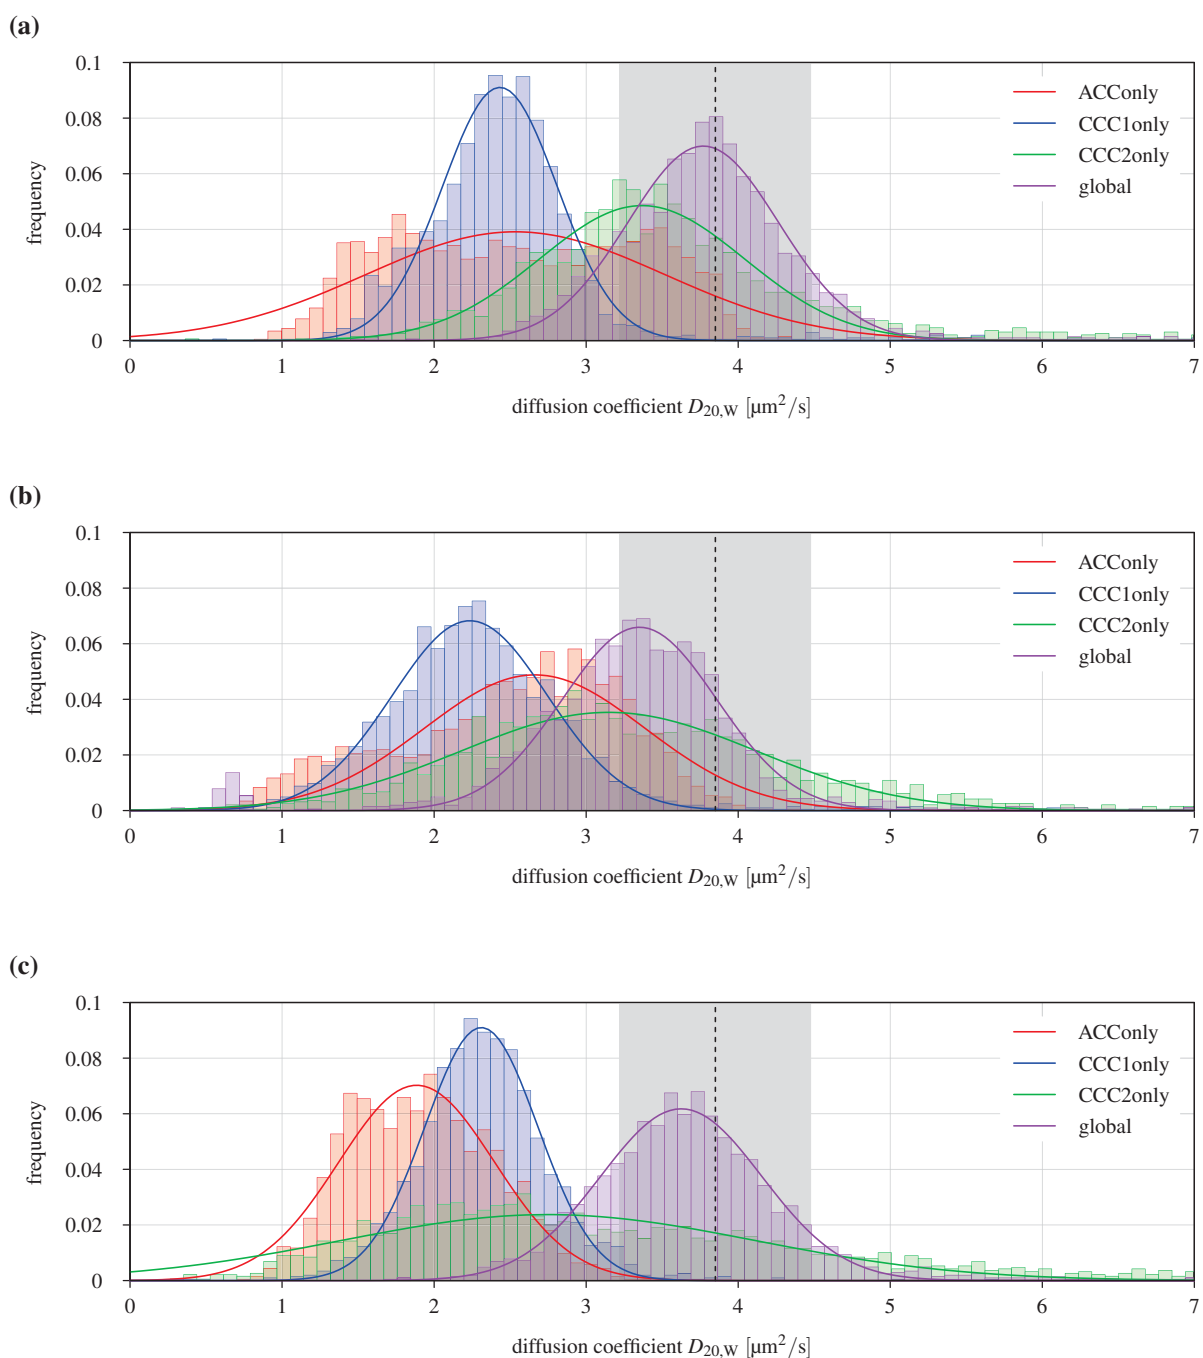 (a)
0.1
0.08
0.06
0.04
0.02
0
frequency
ACConly
CCC1only
CCC2only
global
0 1 2 3 4 5 6 7
diffusion coefficient D20,W [μm²/s]
(b)
0.1
0.08
0.06
0.04
0.02
0
frequency
ACConly
CCC1only
CCC2only
global
0 1 2 3 4 5 6 7
diffusion coefficient D20,W [μm²/s]
(c)
0.1
0.08
0.06
0.04
0.02
0
frequency
ACConly
CCC1only
CCC2only
global
0 1 2 3 4 5 6 7
diffusion coefficient D20,W [μm²/s]